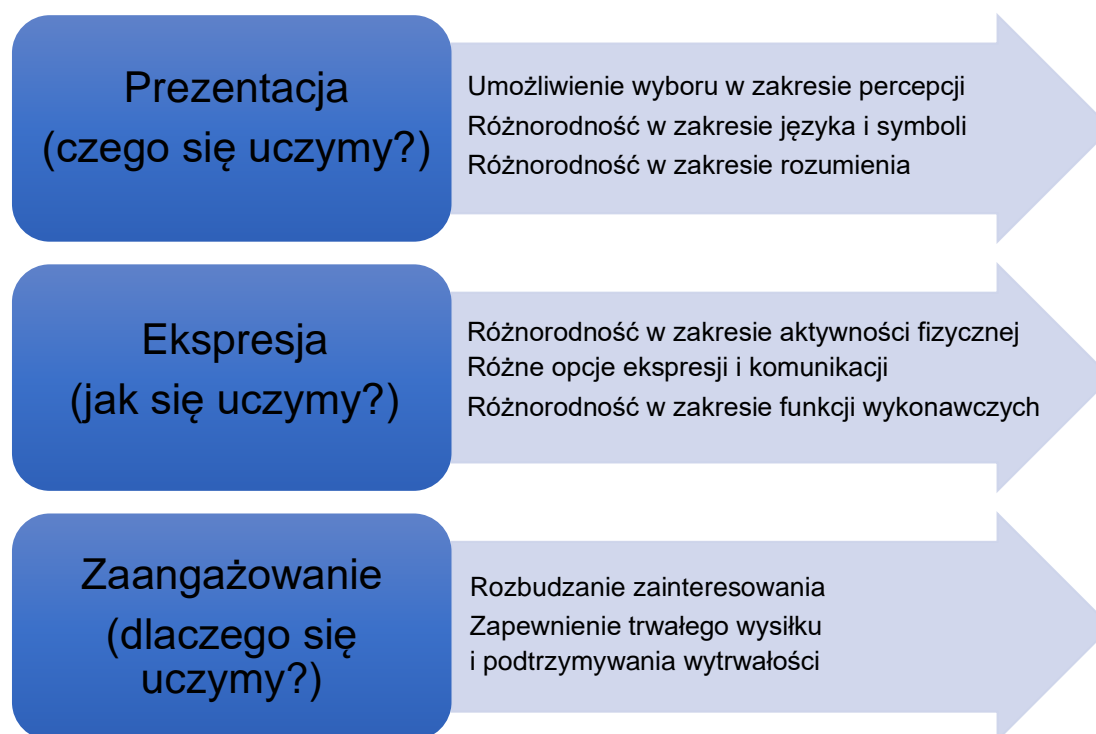 Prezentacja
(czego się uczymy?)
Umożliwienie wyboru w zakresie percepcji
Różnorodność w zakresie języka i symboli
Różnorodność w zakresie rozumienia
Ekspresja
(jak się uczymy?)
Różnorodność w zakresie aktywności fizycznej
Różne opcje ekspresji i komunikacji
Różnorodność w zakresie funkcji wykonawczych
Zaangażowanie
(dlaczego się
uczymy?)
Rozbudzanie zainteresowania
Zapewnienie trwałego wysiłku
i podtrzymywania wytrwałości